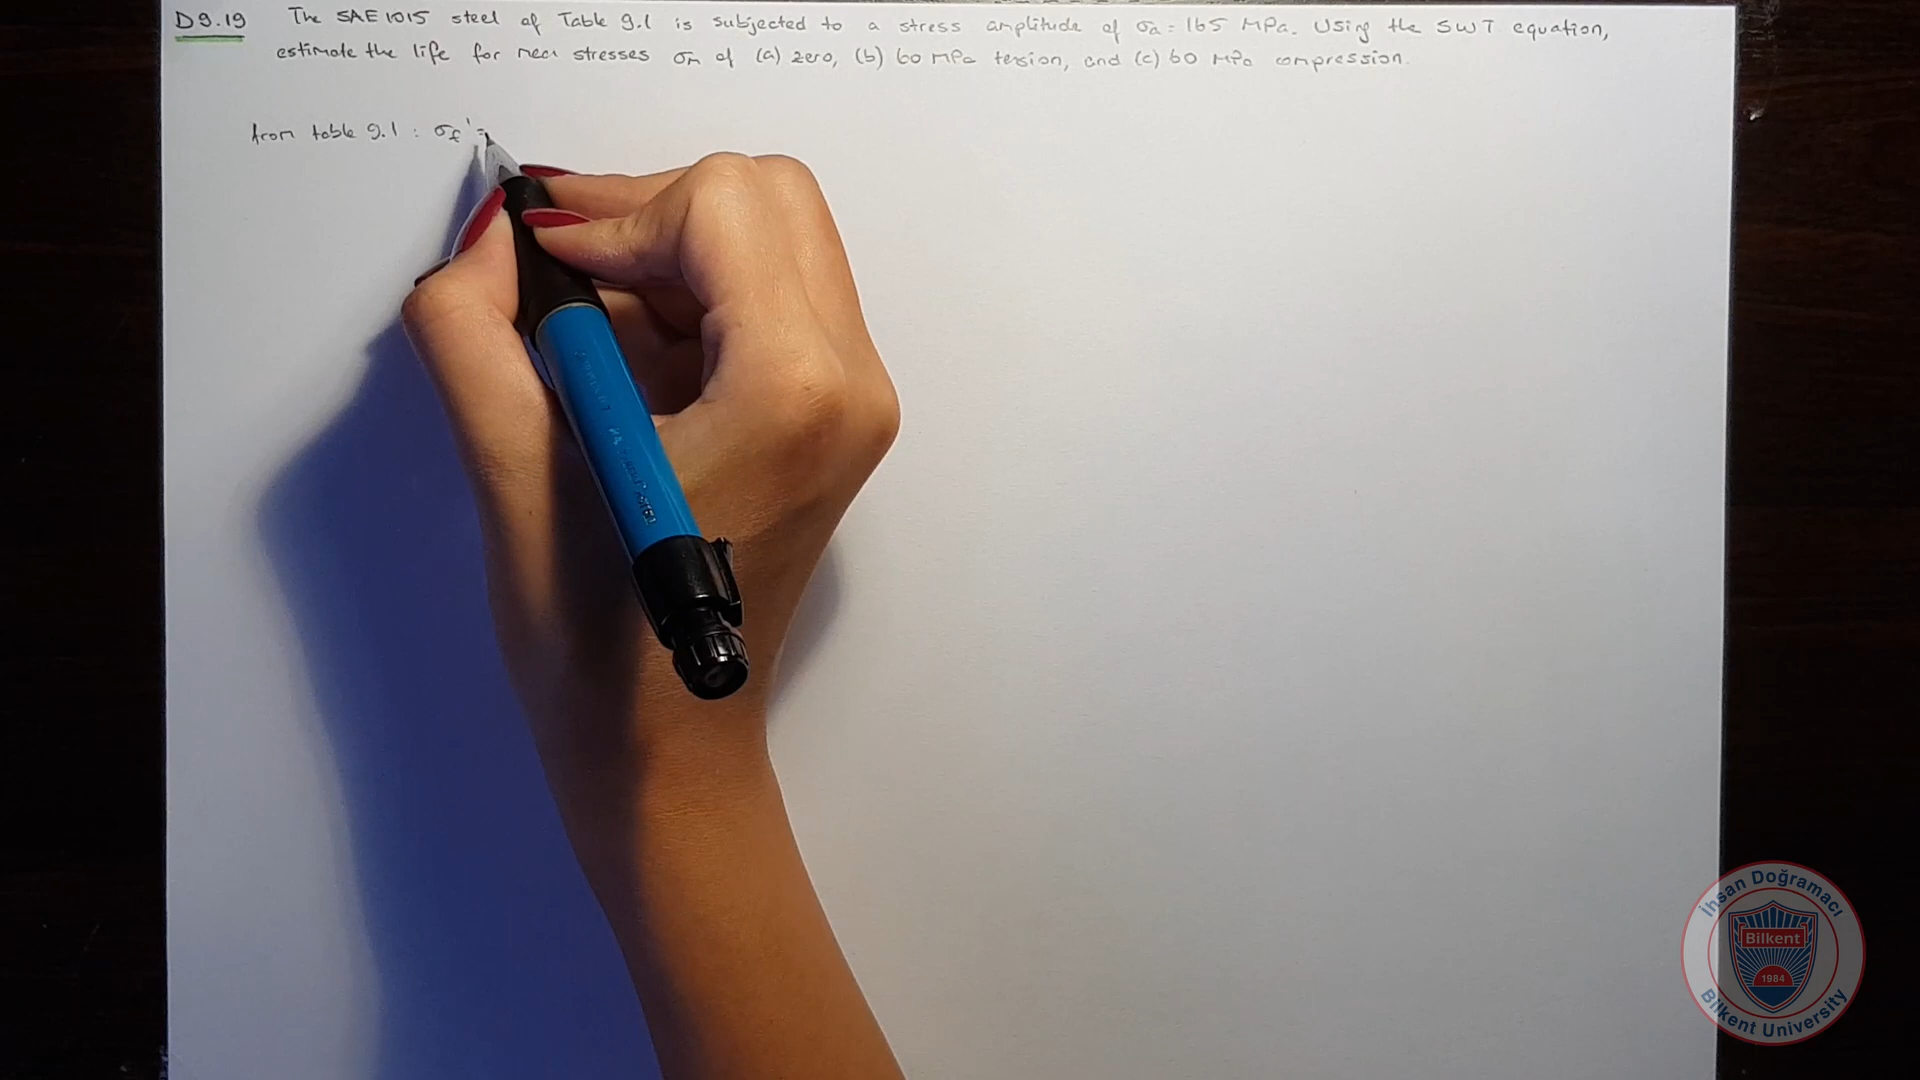 D9.19 The SAE 1015 steel of Table 9.1 is subjected to a stress amplitude of σa = 165 MPa. Using the SWT equation,
estimate the life for mean stresses σm of (a) zero, (b) 60 MPa tension, and (c) 60 MPa compression.
from table 9.1 : σf' =
İhsan Doğramacı
Bilkent
1984
Bilkent University